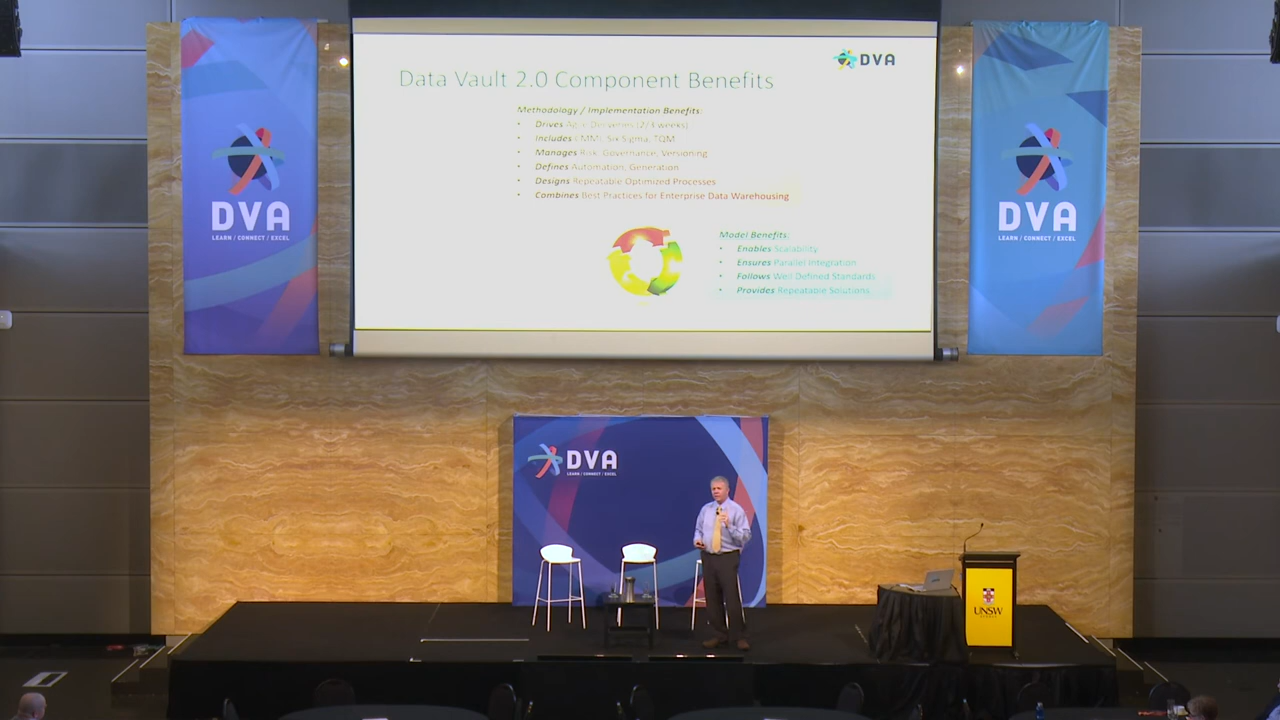 DVA
Data Vault 2.0 Component Benefits
Methodology / Implementation Benefits:
• Drives Agile Deliveries (2/3 weeks)
• Includes CMMI, Six Sigma, TQM
• Manages Risk, Governance, Versioning
• Defines Automation, Generation
• Designs Repeatable Optimized Processes
• Combines Best Practices for Enterprise Data Warehousing
Model Benefits:
• Enables Scalability
• Ensures Parallel Integration
• Follows Well Defined Standards
• Provides Repeatable Solutions
DVA
LEARN / CONNECT / EXCEL
DVA
LEARN / CONNECT / EXCEL
DVA
LEARN / CONNECT / EXCEL
UNSW